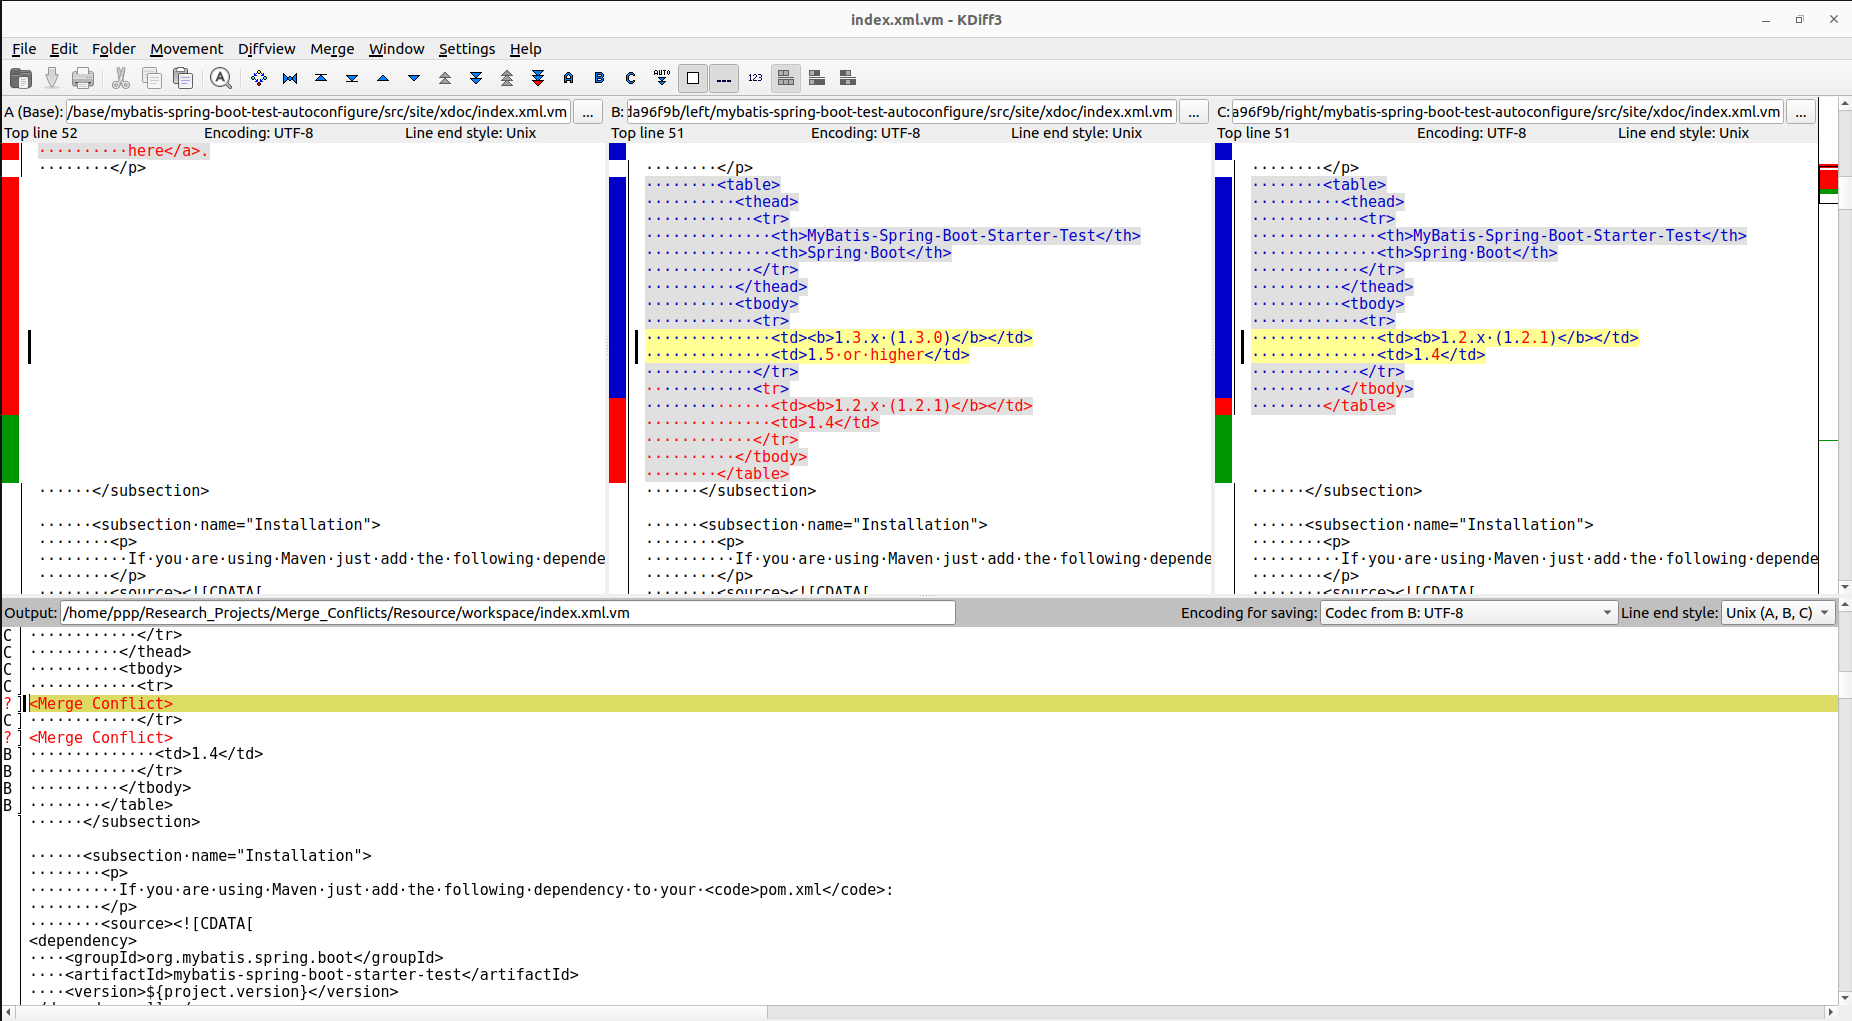 index.xml.vm - KDiff3
File Edit Folder Movement Diffview Merge Window Settings Help
A B C AUTO --- 123
A (Base): /base/mybatis-spring-boot-test-autoconfigure/src/site/xdoc/index.xml.vm ...
Top line 52 Encoding: UTF-8 Line end style: Unix
··········here</a>.
········</p>
······</subsection>
······<subsection·name="Installation">
········<p>
··········If·you·are·using·Maven·just·add·the·following·depende
········</p>
········<source><![CDATA[
B: da96f9b/left/mybatis-spring-boot-test-autoconfigure/src/site/xdoc/index.xml.vm ...
Top line 51 Encoding: UTF-8 Line end style: Unix
········</p>
········<table>
··········<thead>
············<tr>
··············<th>MyBatis-Spring-Boot-Starter-Test</th>
··············<th>Spring·Boot</th>
············</tr>
··········</thead>
··········<tbody>
············<tr>
··············<td><b>1.3.x·(1.3.0)</b></td>
··············<td>1.5·or·higher</td>
············</tr>
············<tr>
··············<td><b>1.2.x·(1.2.1)</b></td>
··············<td>1.4</td>
············</tr>
··········</tbody>
········</table>
······</subsection>
······<subsection·name="Installation">
········<p>
··········If·you·are·using·Maven·just·add·the·following·depende
········</p>
········<source><![CDATA[
C: a96f9b/right/mybatis-spring-boot-test-autoconfigure/src/site/xdoc/index.xml.vm ...
Top line 51 Encoding: UTF-8 Line end style: Unix
········</p>
········<table>
··········<thead>
············<tr>
··············<th>MyBatis-Spring-Boot-Starter-Test</th>
··············<th>Spring·Boot</th>
············</tr>
··········</thead>
··········<tbody>
············<tr>
··············<td><b>1.2.x·(1.2.1)</b></td>
··············<td>1.4</td>
············</tr>
··········</tbody>
········</table>
······</subsection>
······<subsection·name="Installation">
········<p>
··········If·you·are·using·Maven·just·add·the·following·depende
········</p>
········<source><![CDATA[
Output: /home/ppp/Research_Projects/Merge_Conflicts/Resource/workspace/index.xml.vm Encoding for saving: Codec from B: UTF-8 Line end style: Unix (A, B, C)
C ············</tr>
C ··········</thead>
C ··········<tbody>
C ············<tr>
? <Merge Conflict>
C ············</tr>
? <Merge Conflict>
B ··············<td>1.4</td>
B ············</tr>
B ··········</tbody>
B ········</table>
······</subsection>
······<subsection·name="Installation">
········<p>
··········If·you·are·using·Maven·just·add·the·following·dependency·to·your·<code>pom.xml</code>:
········</p>
········<source><![CDATA[
<dependency>
····<groupId>org.mybatis.spring.boot</groupId>
····<artifactId>mybatis-spring-boot-starter-test</artifactId>
····<version>${project.version}</version>